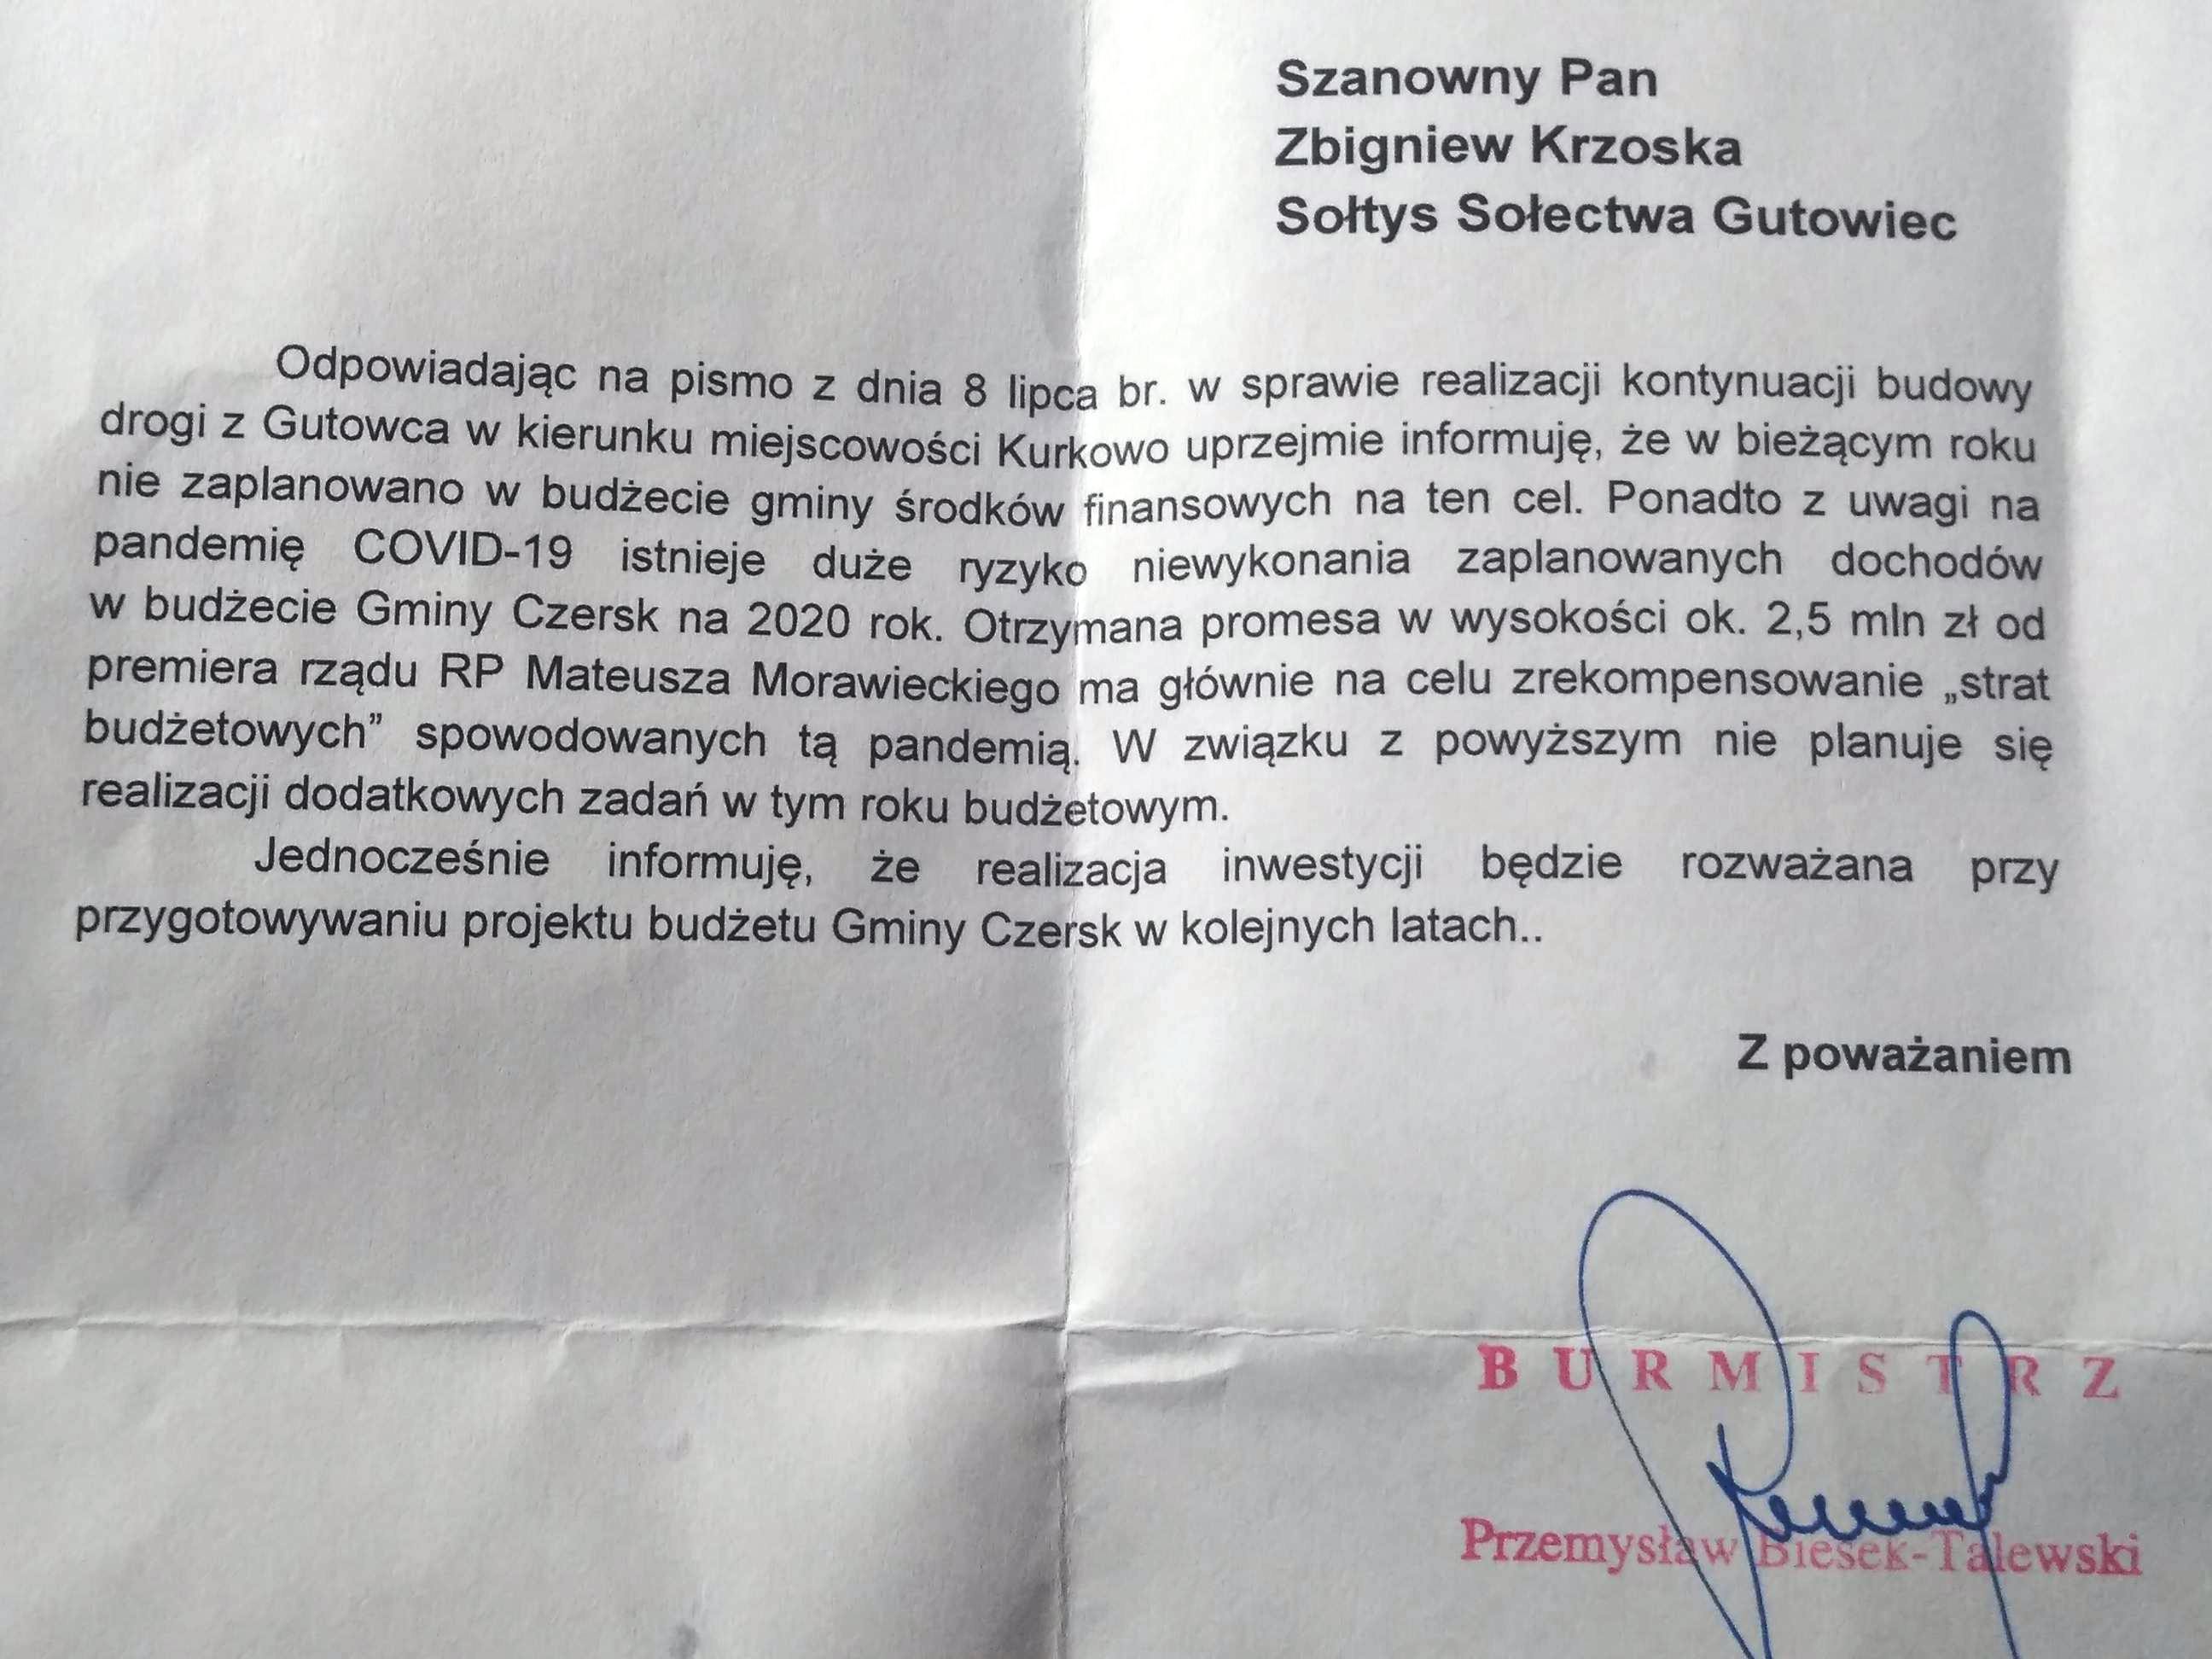 Szanowny Pan
Zbigniew Krzoska
Sołtys Sołectwa Gutowiec
Odpowiadając na pismo z dnia 8 lipca br. w sprawie realizacji kontynuacji budowy
drogi z Gutowca w kierunku miejscowości Kurkowo uprzejmie informuję, że w bieżącym roku
nie zaplanowano w budżecie gminy środków finansowych na ten cel. Ponadto z uwagi na
pandemię COVID-19 istnieje duże ryzyko niewykonania zaplanowanych dochodów
w budżecie Gminy Czersk na 2020 rok. Otrzymana promesa w wysokości ok. 2,5 mln zł od
premiera rządu RP Mateusza Morawieckiego ma głównie na celu zrekompensowanie „strat
budżetowych” spowodowanych tą pandemią. W związku z powyższym nie planuje się
realizacji dodatkowych zadań w tym roku budżetowym.
Jednocześnie informuję, że realizacja inwestycji będzie rozważana przy
przygotowywaniu projektu budżetu Gminy Czersk w kolejnych latach..
Z poważaniem
BURMISTRZ
Przemysław Biesek-Talewski